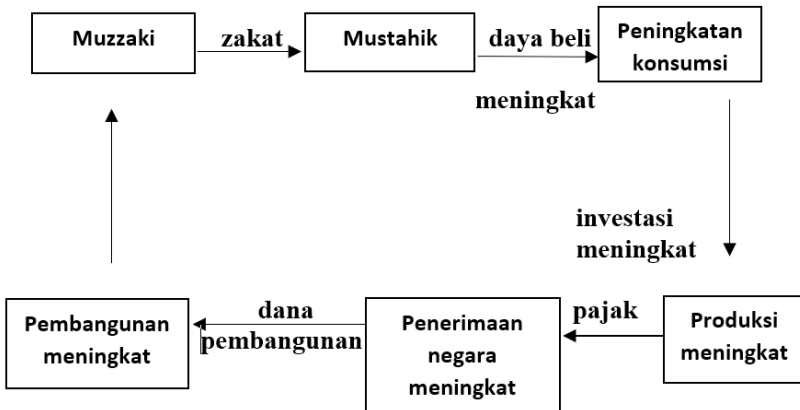 Muzzaki
zakat
Mustahik
daya beli
meningkat
Peningkatan
konsumsi
investasi
meningkat
Produksi
meningkat
pajak
Penerimaan
negara
meningkat
dana
pembangunan
Pembangunan
meningkat